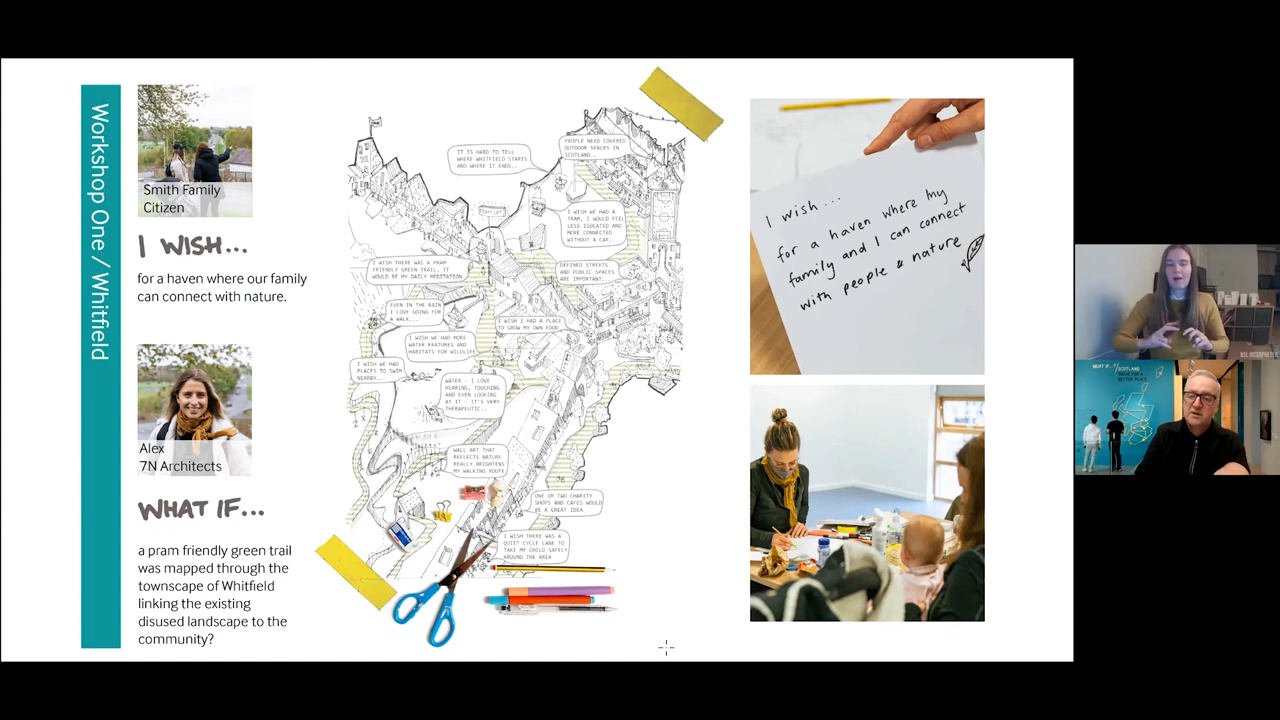 Workshop One / Whitfield
Smith Family
Citizen
I WISH...
for a haven where our family
can connect with nature.
Alex
7N Architects
WHAT IF...
a pram friendly green trail
was mapped through the
townscape of Whitfield
linking the existing
disused landscape to the
community?
IT IS HARD TO TELL
WHERE WHITFIELD STARTS
AND WHERE IT ENDS..
PEOPLE NEED COVERED
OUTDOOR SPACES IN
SCOTLAND..
I WISH WE HAD A
TRAM, I WOULD FEEL
LESS ISOLATED AND
MORE CONNECTED
WITHOUT A CAR..
I WISH THERE WAS A PRAM
FRIENDLY GREEN TRAIL, IT
WOULD BE MY DAILY MEDITATION
DEFINED STREETS
AND PUBLIC SPACES
ARE IMPORTANT..
EVEN IN THE RAIN
I LOVE GOING FOR
A WALK...
I WISH I HAD A PLACE
TO GROW MY OWN FOOD
I WISH WE HAD MORE
WATER FEATURES AND
HABITATS FOR WILDLIFE
I WISH WE HAD
PLACES TO SWIM
NEARBY..
WATER - I LOVE
HEARING, TOUCHING
AND EVEN LOOKING
AT IT - IT'S VERY
THERAPEUTIC..
WALL ART THAT
REFLECTS NATURE
REALLY BRIGHTENS
MY WALKING ROUTE
ONE OR TWO CHARITY
SHOPS AND CAFES WOULD
BE A GREAT IDEA
I WISH THERE WAS A
QUIET CYCLE LANE TO
TAKE MY CHILD SAFELY
AROUND THE AREA
I wish ...
for a haven where my
family and I can connect
with people & nature
WHAT IF...?/SCOTLAND
IDEAS FOR A
BETTER PLACE